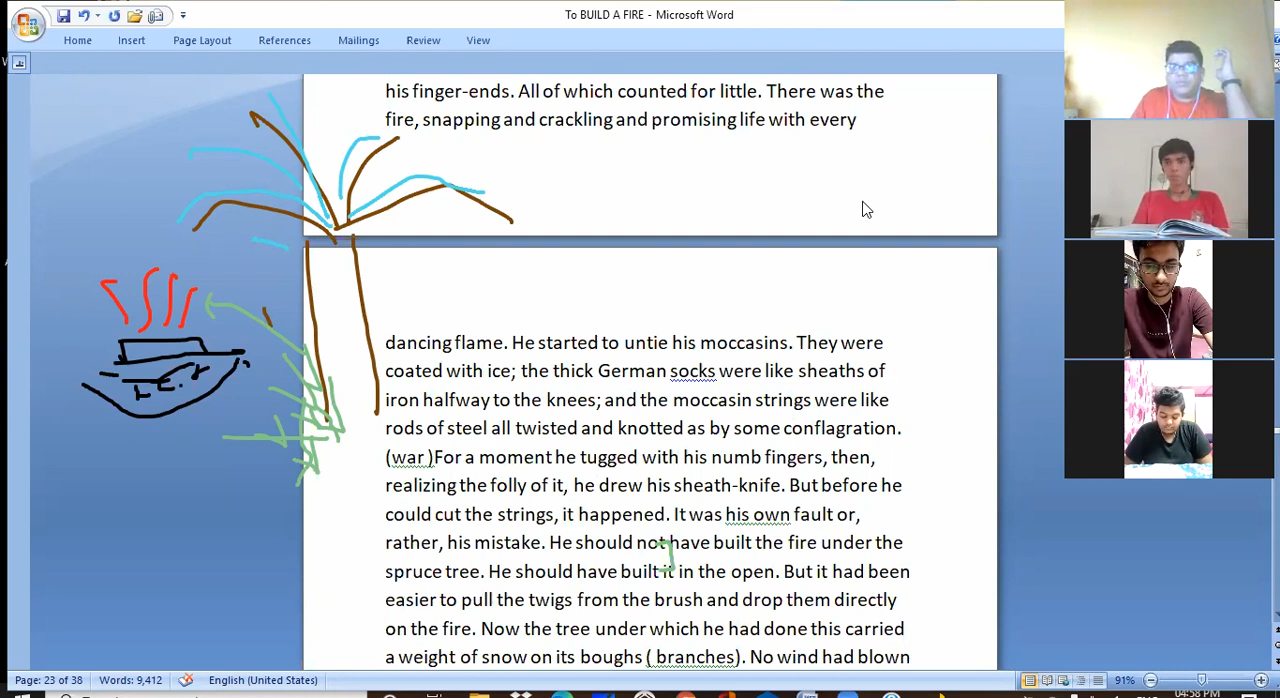 To BUILD A FIRE - Microsoft Word
Home Insert Page Layout References Mailings Review View
his finger-ends. All of which counted for little. There was the
fire, snapping and crackling and promising life with every
dancing flame. He started to untie his moccasins. They were
coated with ice; the thick German socks were like sheaths of
iron halfway to the knees; and the moccasin strings were like
rods of steel all twisted and knotted as by some conflagration.
(war )For a moment he tugged with his numb fingers, then,
realizing the folly of it, he drew his sheath-knife. But before he
could cut the strings, it happened. It was his own fault or,
rather, his mistake. He should not have built the fire under the
spruce tree. He should have built it in the open. But it had been
easier to pull the twigs from the brush and drop them directly
on the fire. Now the tree under which he had done this carried
a weight of snow on its boughs ( branches). No wind had blown
Page: 23 of 38 Words: 9,412 English (United States) 91%
04:58 PM